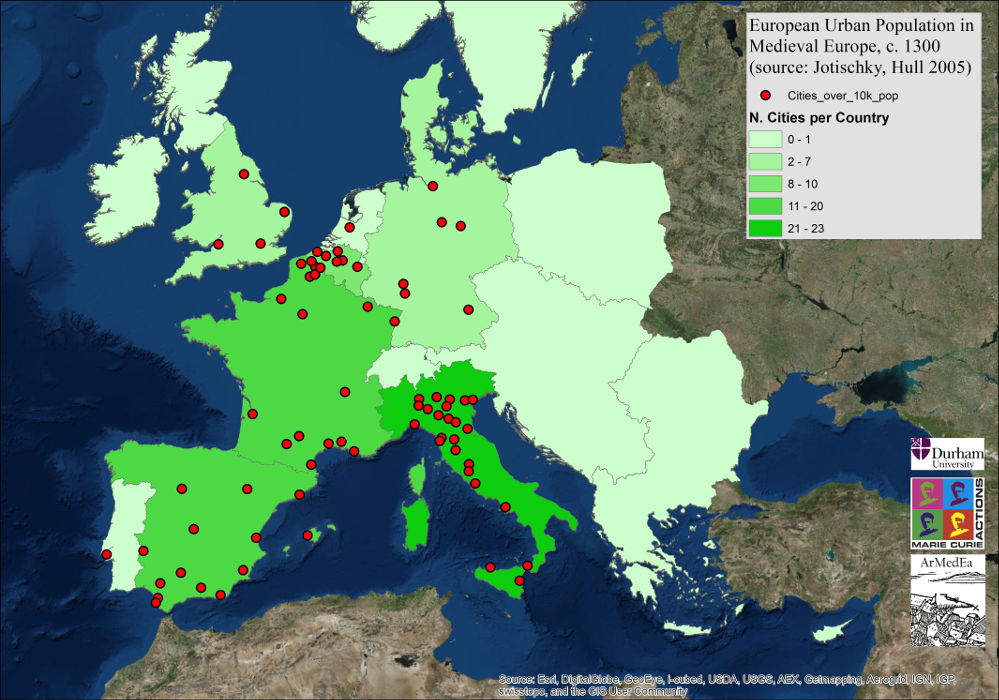 European Urban Population in
Medieval Europe, c. 1300
(source: Jotischky, Hull 2005)
Cities_over_10k_pop
N. Cities per Country
0 - 1
2 - 7
8 - 10
11 - 20
21 - 23
Durham
University
MARIE CURIE
ACTIONS
ArMedEa
Source: Esri, DigitalGlobe, GeoEye, i-cubed, USDA, USGS, AEX, Getmapping, Aerogrid, IGN, IGP,
swisstopo, and the GIS User Community